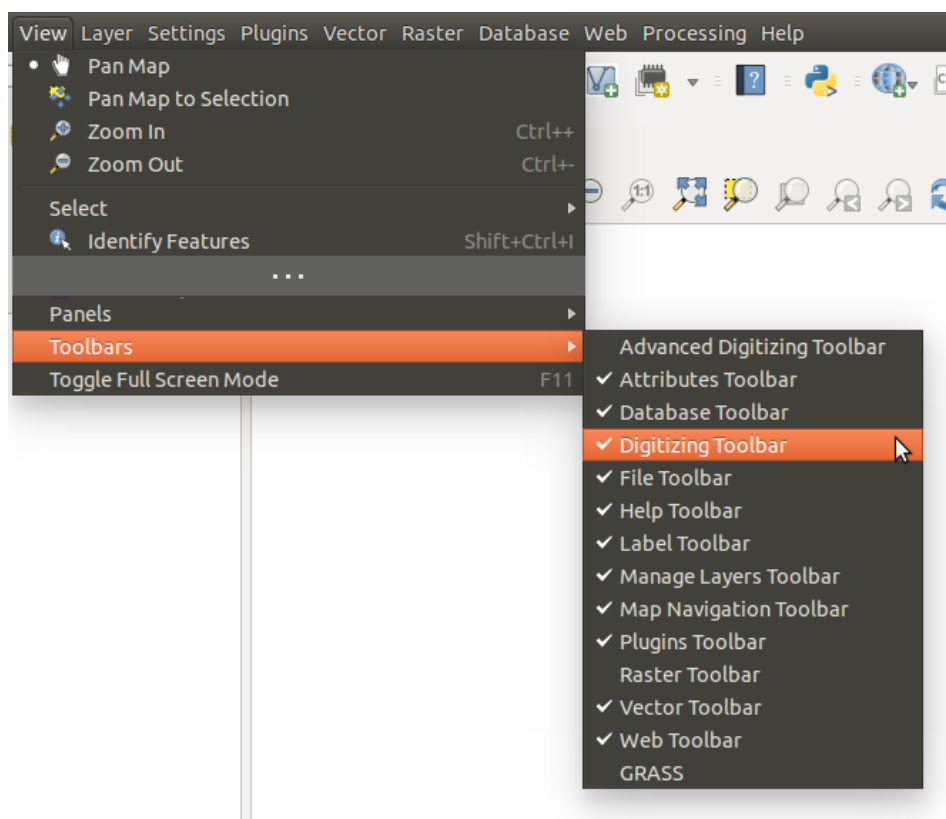 View Layer Settings Plugins Vector Raster Database Web Processing Help
Pan Map
Pan Map to Selection
Zoom In Ctrl++
Zoom Out Ctrl+-
1:1
Select
Identify Features Shift+Ctrl+I
...
Panels
Toolbars
Toggle Full Screen Mode F11
Advanced Digitizing Toolbar
Attributes Toolbar
Database Toolbar
Digitizing Toolbar
File Toolbar
Help Toolbar
Label Toolbar
Manage Layers Toolbar
Map Navigation Toolbar
Plugins Toolbar
Raster Toolbar
Vector Toolbar
Web Toolbar
GRASS